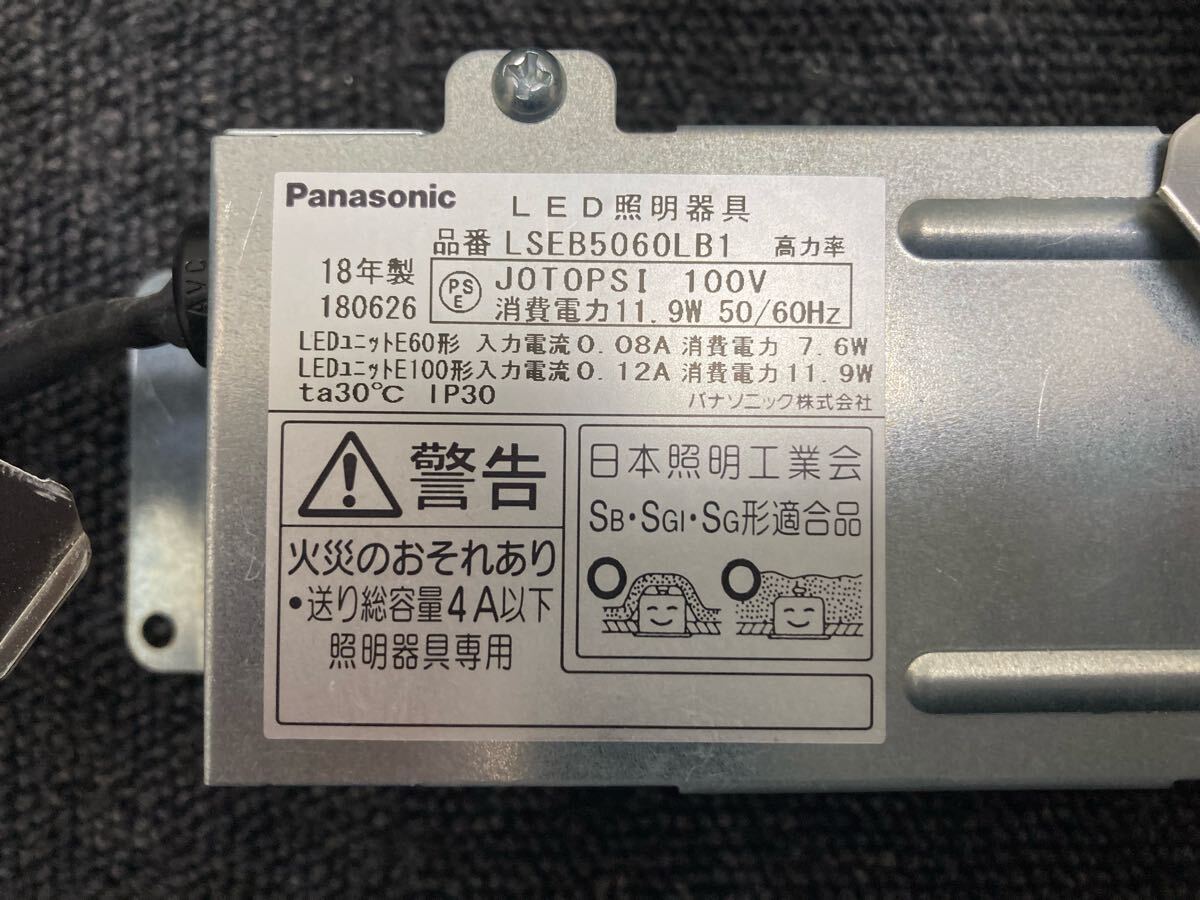 Panasonic LED照明器具
品番 LSEB5060LB1 高力率
18年製
180626
PSE JOTOPSI 100V
消費電力11.9W 50/60Hz
LEDユニットE60形 入力電流0.08A 消費電力 7.6W
LEDユニットE100形入力電流0.12A 消費電力11.9W
ta30℃ IP30 パナソニック株式会社
警告
火災のおそれあり
・送り総容量4A以下
照明器具専用
日本照明工業会
SB・SGI・SG形適合品
AVC